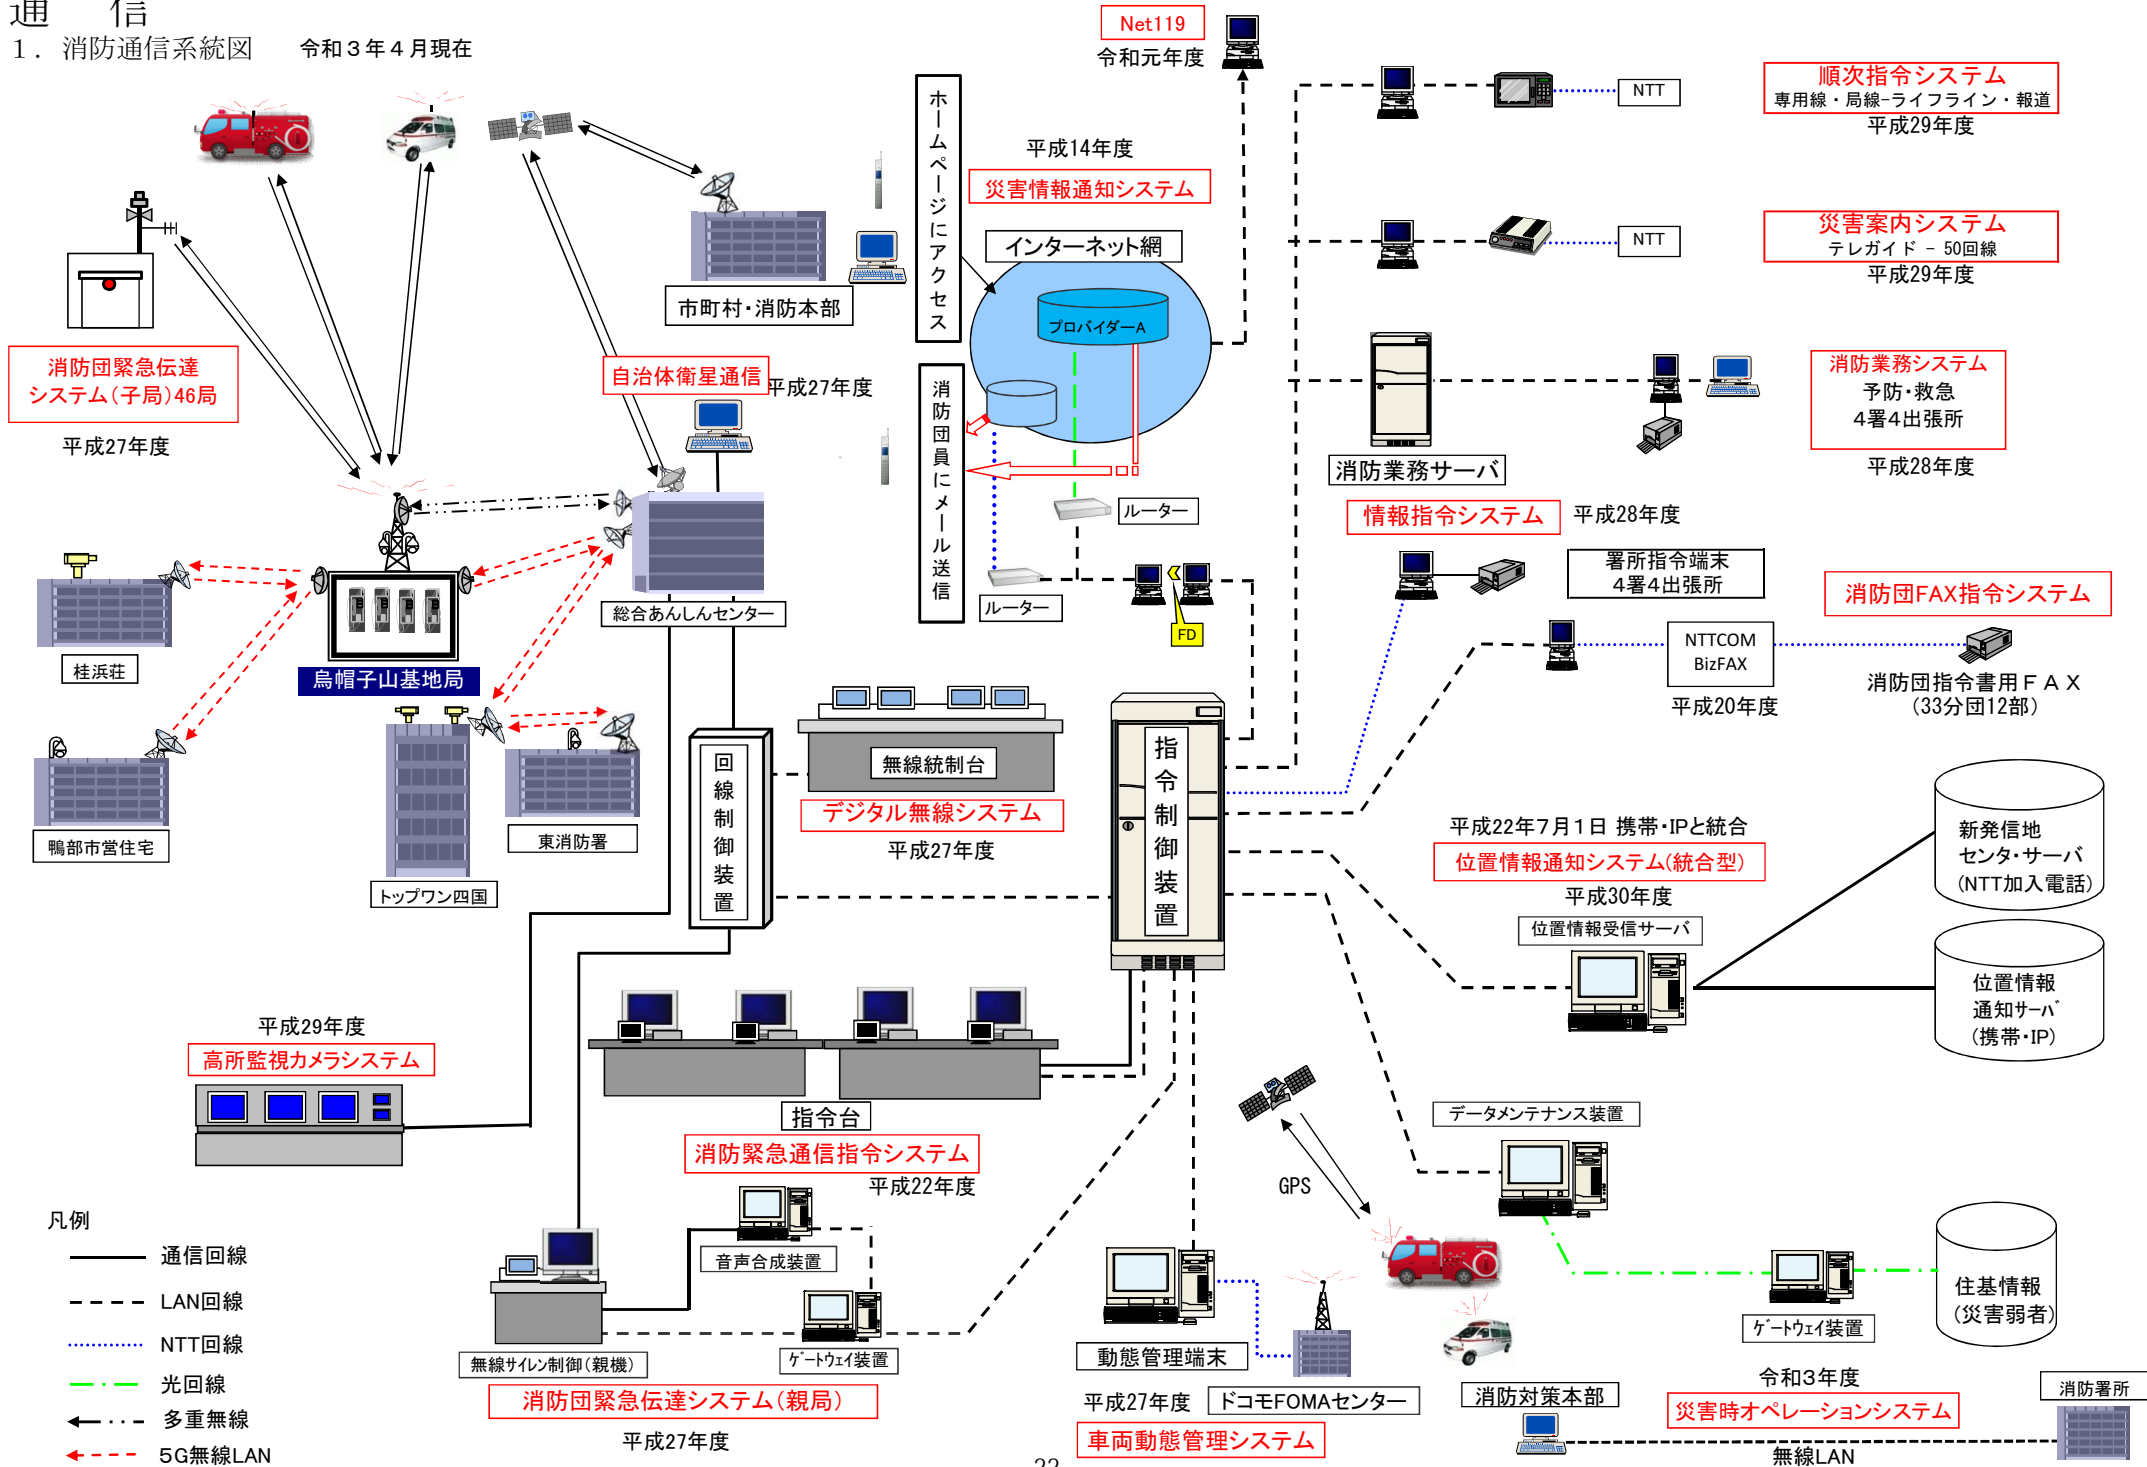 通　信
１．消防通信系統図　令和３年４月現在
Net119
令和元年度
NTT
順次指令システム
専用線・局線-ライフライン・報道
平成29年度
ホームページにアクセス
平成14年度
災害情報通知システム
インターネット網
プロバイダーA
NTT
災害案内システム
テレガイド － 50回線
平成29年度
市町村・消防本部
消防団緊急伝達
システム(子局)46局
平成27年度
自治体衛星通信
平成27年度
消防団員にメール送信
消防業務システム
予防・救急
4署4出張所
平成28年度
消防業務サーバ
情報指令システム
平成28年度
ルーター
ルーター
FD
署所指令端末
4署4出張所
消防団FAX指令システム
NTTCOM
BizFAX
平成20年度
消防団指令書用ＦＡＸ
(33分団12部)
総合あんしんセンター
桂浜荘
烏帽子山基地局
鴨部市営住宅
トップワン四国
東消防署
回線制御装置
無線統制台
デジタル無線システム
平成27年度
指令制御装置
平成22年7月1日 携帯・IPと統合
位置情報通知システム(統合型)
平成30年度
位置情報受信サーバ
新発信地
センタ・サーバ
(NTT加入電話)
位置情報
通知サーバ
(携帯・IP)
平成29年度
高所監視カメラシステム
指令台
消防緊急通信指令システム
平成22年度
データメンテナンス装置
GPS
音声合成装置
ゲートウェイ装置
無線サイレン制御(親機)
消防団緊急伝達システム(親局)
平成27年度
動態管理端末
平成27年度
ドコモFOMAセンター
車両動態管理システム
ゲートウェイ装置
住基情報
(災害弱者)
消防対策本部
令和3年度
災害時オペレーションシステム
無線LAN
消防署所
凡例
通信回線
LAN回線
NTT回線
光回線
多重無線
5G無線LAN